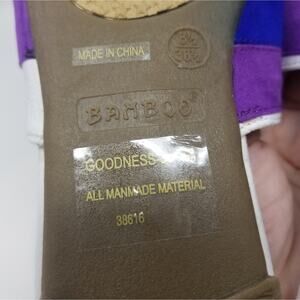 MADE IN CHINA
BAMBOO
GOODNESS
ALL MANMADE MATERIAL
38616